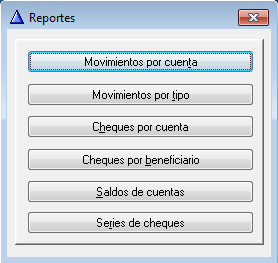 Reportes
Movimientos por cuenta
Movimientos por tipo
Cheques por cuenta
Cheques por beneficiario
Saldos de cuentas
Series de cheques